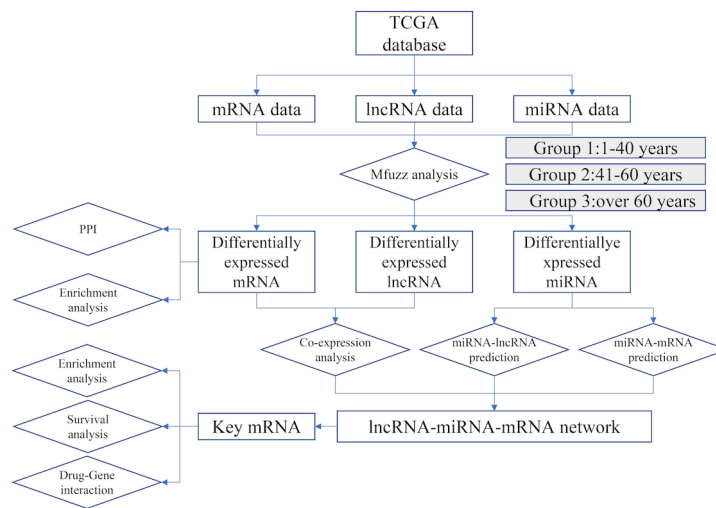 TCGA
database
mRNA data
lncRNA data
miRNA data
Group 1:1-40 years
Mfuzz analysis
Group 2:41-60 years
Group 3:over 60 years
PPI
Differentially
expressed
mRNA
Differentially
expressed
lncRNA
Differentiallye
xpressed
miRNA
Enrichment
analysis
Co-expression
analysis
miRNA-lncRNA
prediction
miRNA-mRNA
prediction
Enrichment
analysis
Survival
analysis
Key mRNA
lncRNA-miRNA-mRNA network
Drug-Gene
interaction